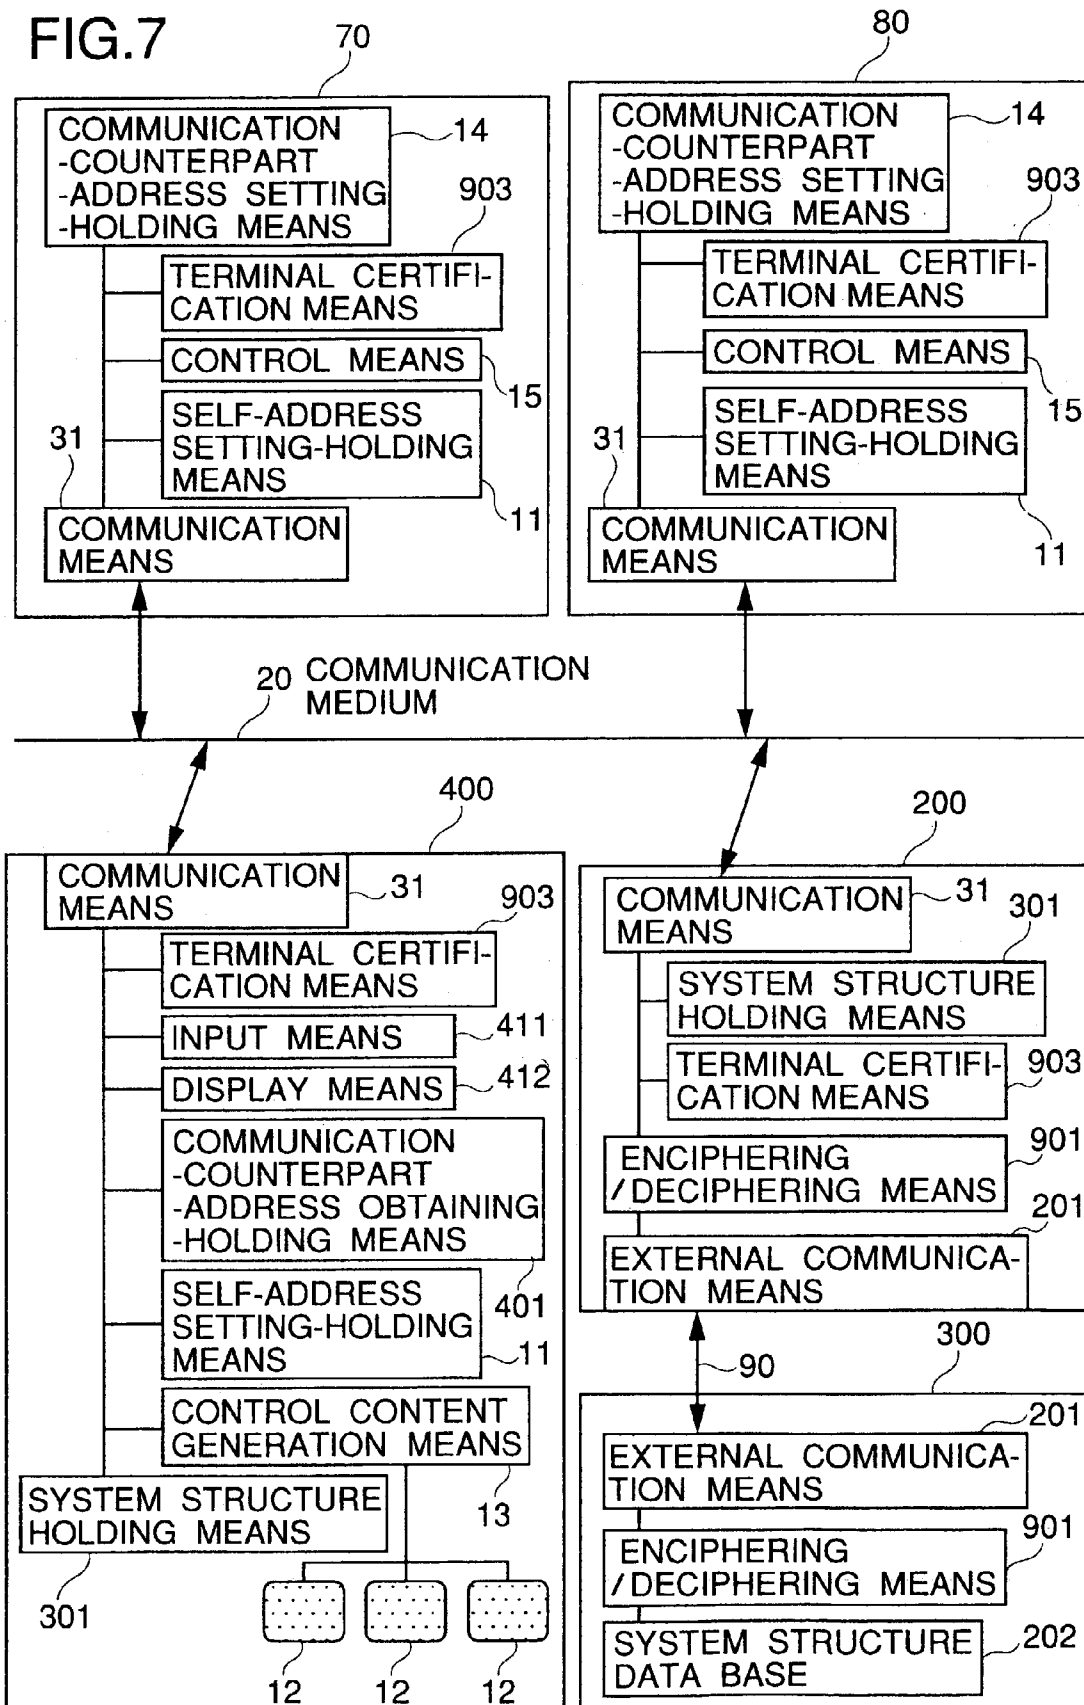 FIG.7
70
COMMUNICATION
-COUNTERPART
-ADDRESS SETTING
-HOLDING MEANS
14
903
TERMINAL CERTIFI-
CATION MEANS
CONTROL MEANS
15
SELF-ADDRESS
SETTING-HOLDING
MEANS
11
31
COMMUNICATION
MEANS
80
COMMUNICATION
-COUNTERPART
-ADDRESS SETTING
-HOLDING MEANS
14
903
TERMINAL CERTIFI-
CATION MEANS
CONTROL MEANS
15
SELF-ADDRESS
SETTING-HOLDING
MEANS
11
31
COMMUNICATION
MEANS
20 COMMUNICATION
MEDIUM
400
COMMUNICATION
MEANS
31
903
TERMINAL CERTIFI-
CATION MEANS
INPUT MEANS
411
DISPLAY MEANS
412
COMMUNICATION
-COUNTERPART
-ADDRESS OBTAINING
-HOLDING MEANS
401
SELF-ADDRESS
SETTING-HOLDING
MEANS
11
CONTROL CONTENT
GENERATION MEANS
13
SYSTEM STRUCTURE
HOLDING MEANS
301
12 12 12
200
COMMUNICATION
MEANS
31
301
SYSTEM STRUCTURE
HOLDING MEANS
TERMINAL CERTIFI-
CATION MEANS
903
ENCIPHERING
/DECIPHERING MEANS
901
201
EXTERNAL COMMUNICA-
TION MEANS
90
300
201
EXTERNAL COMMUNICA-
TION MEANS
901
ENCIPHERING
/DECIPHERING MEANS
SYSTEM STRUCTURE
DATA BASE
202